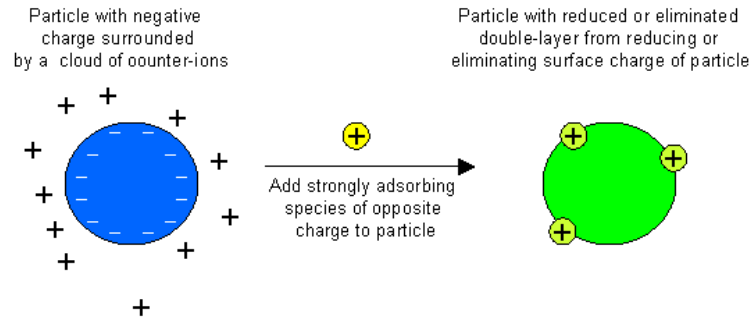 Particle with negative
charge surrounded
by a cloud of oounter-ions
Particle with reduced or eliminated
double-layer from reducing or
eliminating surface charge of particle
Add strongly adsorbing
species of opposite
charge to particle